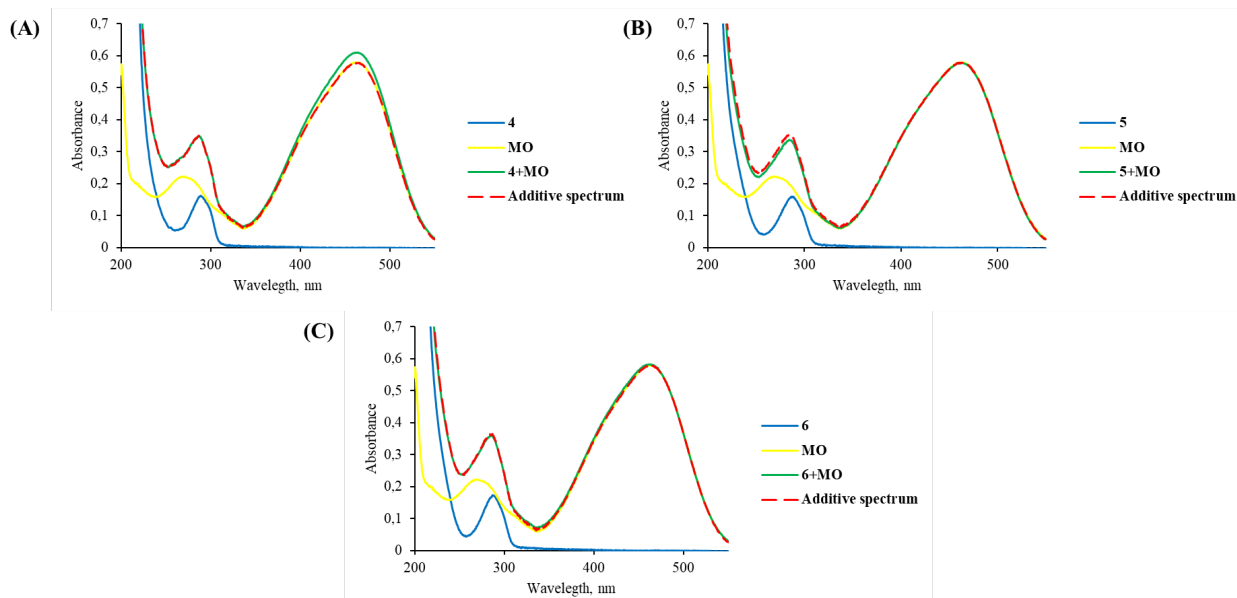 (A)
0,7
0,6
0,5
0,4
0,3
0,2
0,1
0
Absorbance
200 300 400 500
Wavelegth, nm
4
MO
4+MO
Additive spectrum
(B)
0,7
0,6
0,5
0,4
0,3
0,2
0,1
0
Absorbance
200 300 400 500
Wavelegth, nm
5
MO
5+MO
Additive spectrum
(C)
0,7
0,6
0,5
0,4
0,3
0,2
0,1
0
Absorbance
200 300 400 500
Wavelegth, nm
6
MO
6+MO
Additive spectrum